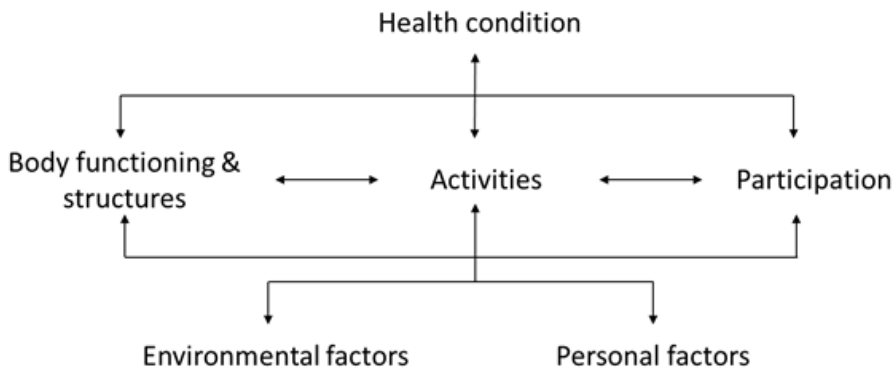 Health condition
Body functioning &
structures
Activities
Participation
Environmental factors
Personal factors